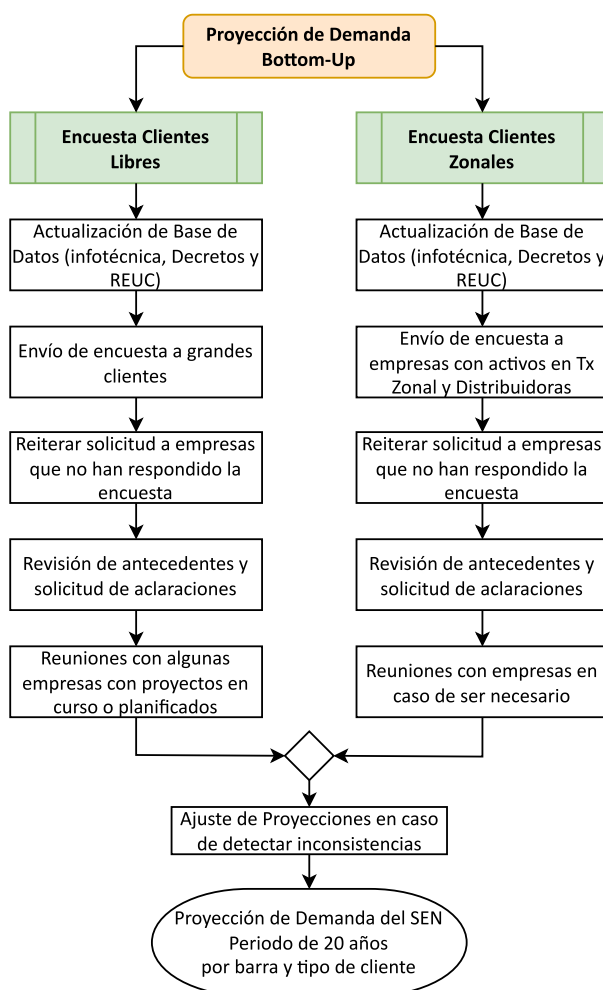 Proyección de Demanda
Bottom-Up
Encuesta Clientes
Libres
Actualización de Base de
Datos (infotécnica, Decretos y
REUC)
Envío de encuesta a grandes
clientes
Reiterar solicitud a empresas
que no han respondido la
encuesta
Revisión de antecedentes y
solicitud de aclaraciones
Reuniones con algunas
empresas con proyectos en
curso o planificados
Encuesta Clientes
Zonales
Actualización de Base de
Datos (infotécnica, Decretos y
REUC)
Envío de encuesta a
empresas con activos en Tx
Zonal y Distribuidoras
Reiterar solicitud a empresas
que no han respondido la
encuesta
Revisión de antecedentes y
solicitud de aclaraciones
Reuniones con empresas en
caso de ser necesario
Ajuste de Proyecciones en caso
de detectar inconsistencias
Proyección de Demanda del SEN
Periodo de 20 años
por barra y tipo de cliente